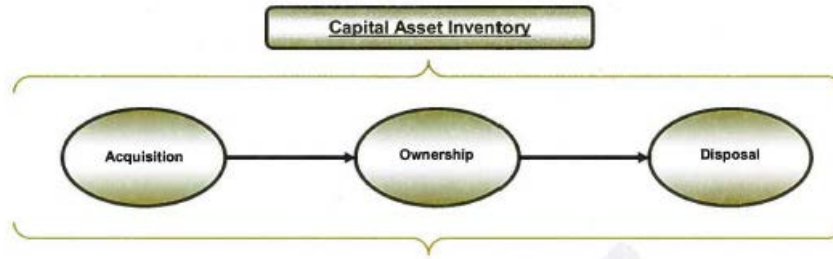 Capital Asset Inventory
Acquisition
Ownership
Disposal